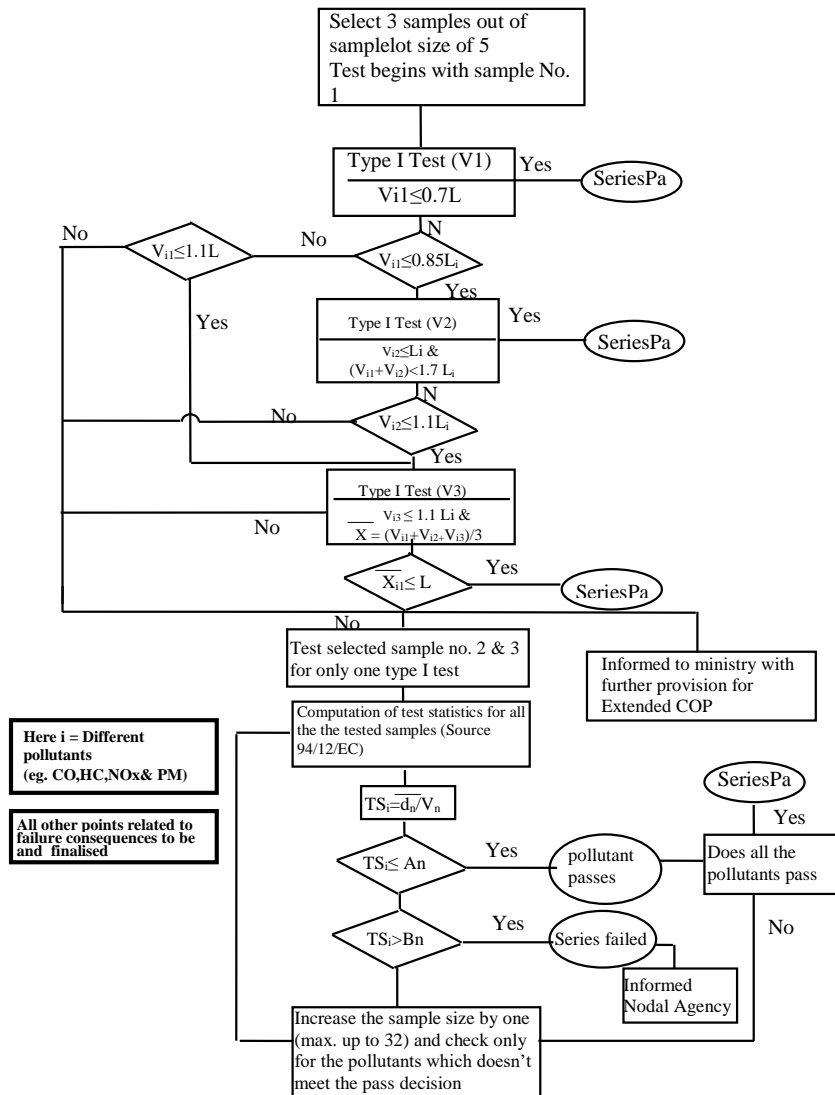 Select 3 samples out of
samplelot size of 5
Test begins with sample No.
1
Type I Test (V1)
Yes
SeriesPa
Vi1≤0.7L
N
No
No
Vi1≤1.1L
Vi1≤0.85Li
Yes
Yes
Type I Test (V2)
Yes
SeriesPa
vi2≤Li &
(Vi1+Vi2)<1.7 Li
N
No
Vi2≤1.1Li
Yes
Type I Test (V3)
vi3≤ 1.1 Li &
No
X̅ = (Vi1+Vi2+Vi3)/3
X̅i1≤ L
Yes
SeriesPa
No
Test selected sample no. 2 & 3
for only one type I test
Informed to ministry with
further provision for
Extended COP
Computation of test statistics for all
the the tested samples (Source
94/12/EC)
Here i = Different
pollutants
(eg. CO,HC,NOx& PM)
All other points related to
failure consequences to be
and finalised
TSi=d̅n/Vn
SeriesPa
Yes
TSi≤ An
Yes
pollutant
passes
Does all the
pollutants pass
No
TSi>Bn
Yes
Series failed
Informed
Nodal Agency
Increase the sample size by one
(max. up to 32) and check only
for the pollutants which doesn’t
meet the pass decision